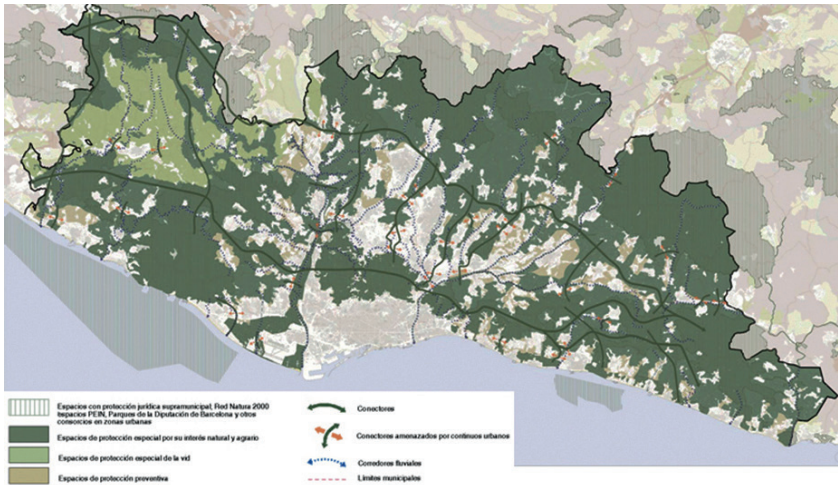 Espacios con protección jurídica supramunicipal; Red Natura 2000
tespacios PEIN, Parques de la Diputación de Barcelona y otros
consorcios en zonas urbanas
Espacios de protección especial por su interés natural y agrario
Espacios de protección especial de la vid
Espacios de protección preventiva
Conectores
Conectores amenazados por continuos urbanos
Corredores fluviales
Límites municipales